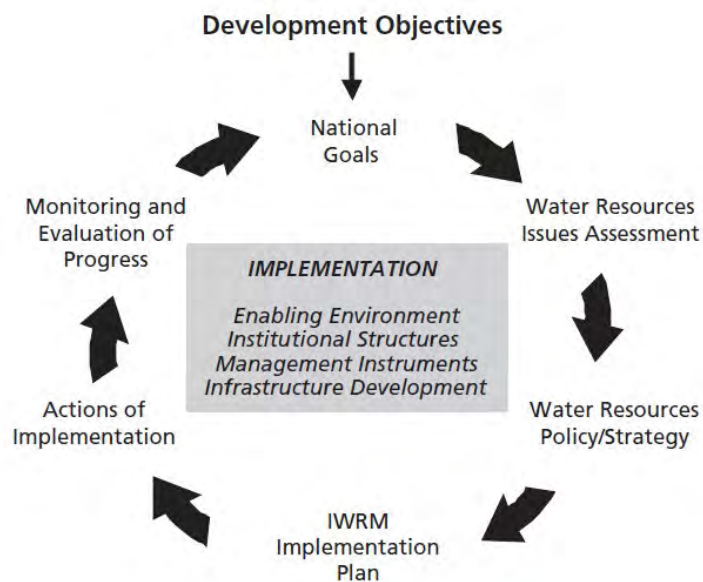 Development Objectives
National
Goals
Water Resources
Issues Assessment
Water Resources
Policy/Strategy
IWRM
Implementation
Plan
Actions of
Implementation
Monitoring and
Evaluation of
Progress
IMPLEMENTATION
Enabling Environment
Institutional Structures
Management Instruments
Infrastructure Development